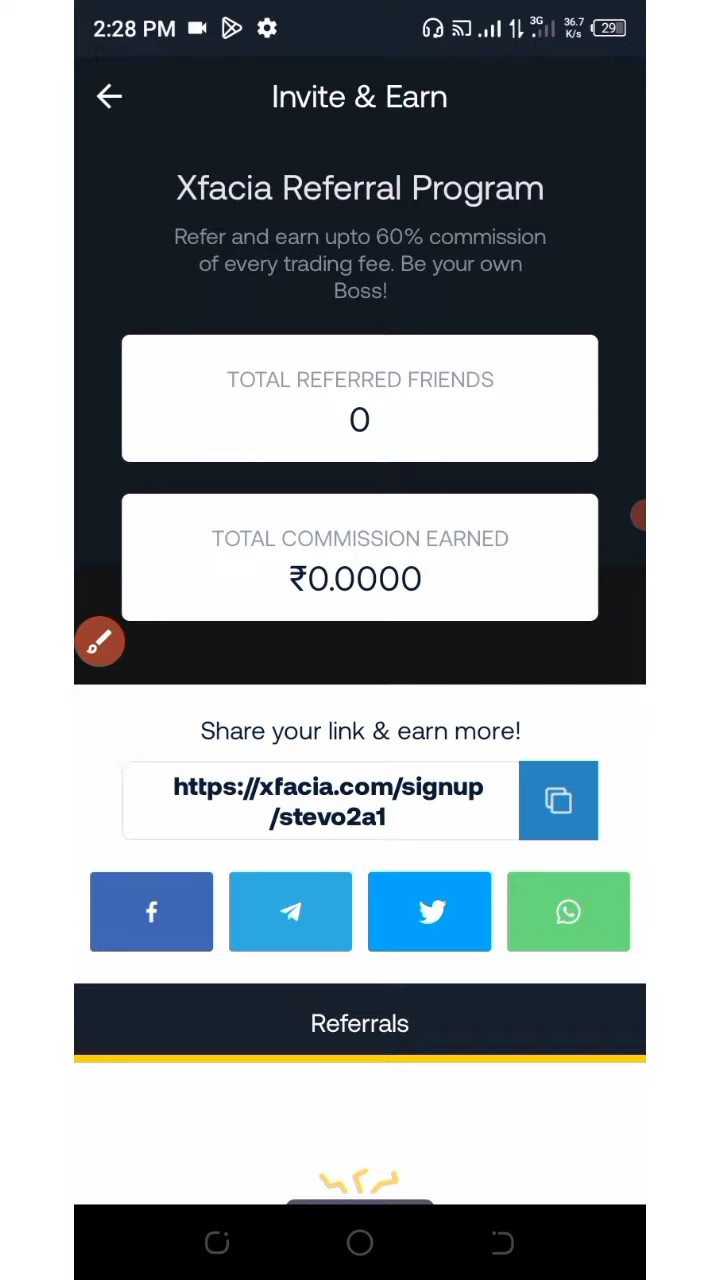 2:28 PM 3G 36.7 K/s 29
Invite & Earn
Xfacia Referral Program
Refer and earn upto 60% commission
of every trading fee. Be your own
Boss!
TOTAL REFERRED FRIENDS
0
TOTAL COMMISSION EARNED
₹0.0000
Share your link & earn more!
https://xfacia.com/signup
/stevo2a1
Referrals